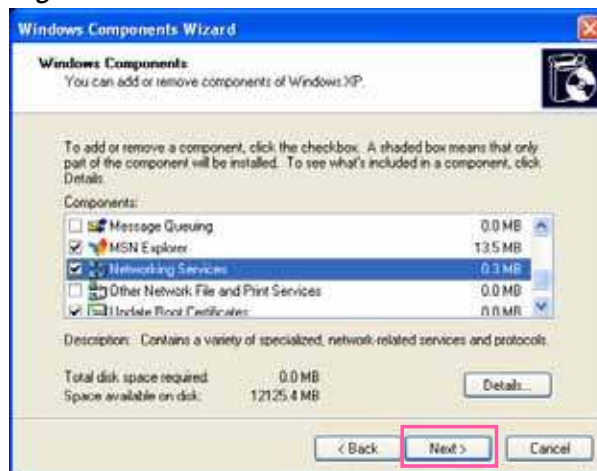 Windows Components Wizard
Windows Components
You can add or remove components of Windows XP.
To add or remove a component, click the checkbox. A shaded box means that only
part of the component will be installed. To see what's included in a component, click
Details.
Components:
Message Queuing 0.0 MB
MSN Explorer 13.5 MB
Networking Services 0.3 MB
Other Network File and Print Services 0.0 MB
Update Root Certificates 0.0 MB
Description: Contains a variety of specialized, network-related services and protocols.
Total disk space required: 0.0 MB
Space available on disk: 12125.4 MB
Details...
< Back Next > Cancel